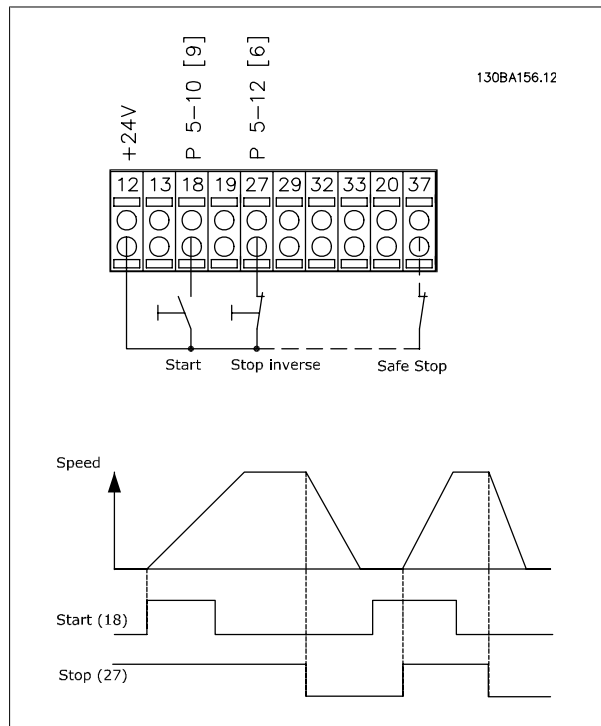 130BA156.12
+24V
P 5-10 [9]
P 5-12 [6]
12 13 18 19 27 29 32 33 20 37
Start
Stop inverse
Safe Stop
Speed
Start (18)
Stop (27)